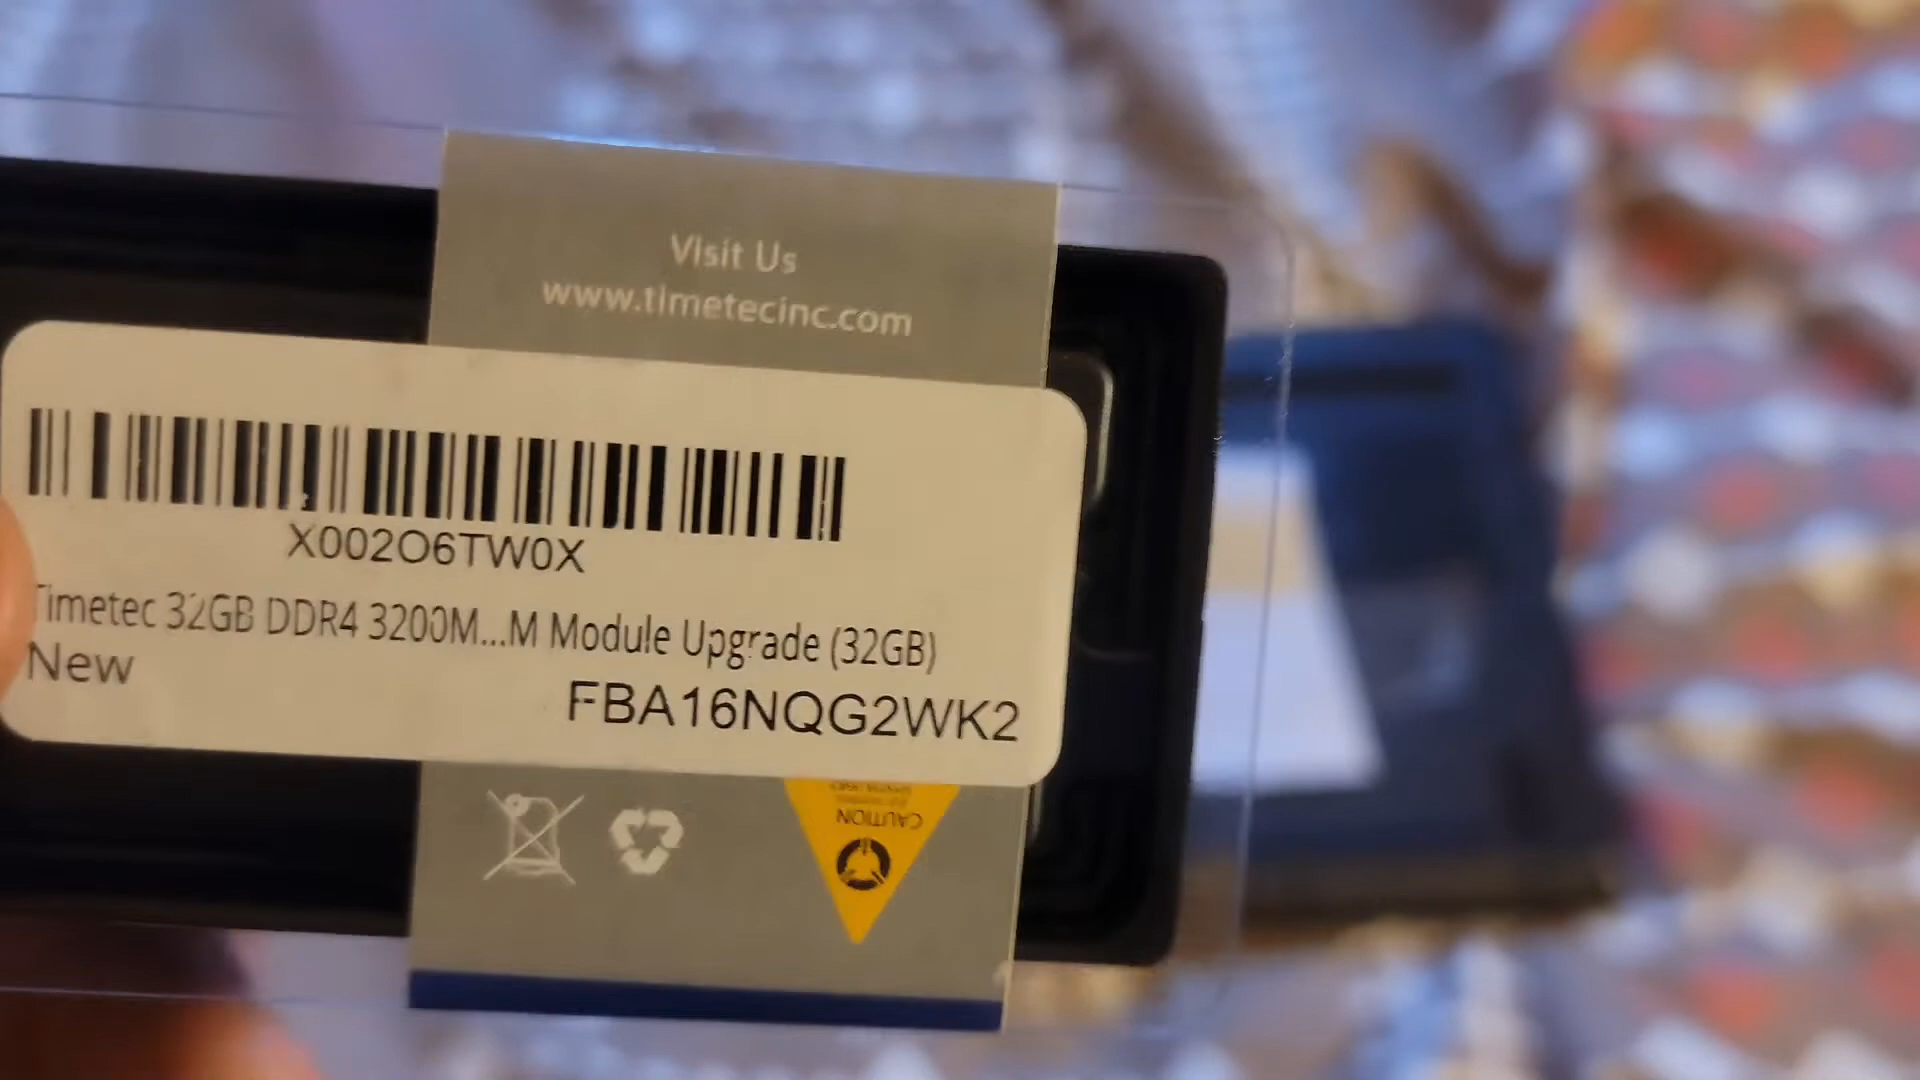 Visit Us
www.timetecinc.com
X002O6TW0X
Timetec 32GB DDR4 3200M...M Module Upgrade (32GB)
New
FBA16NQG2WK2
CAUTION